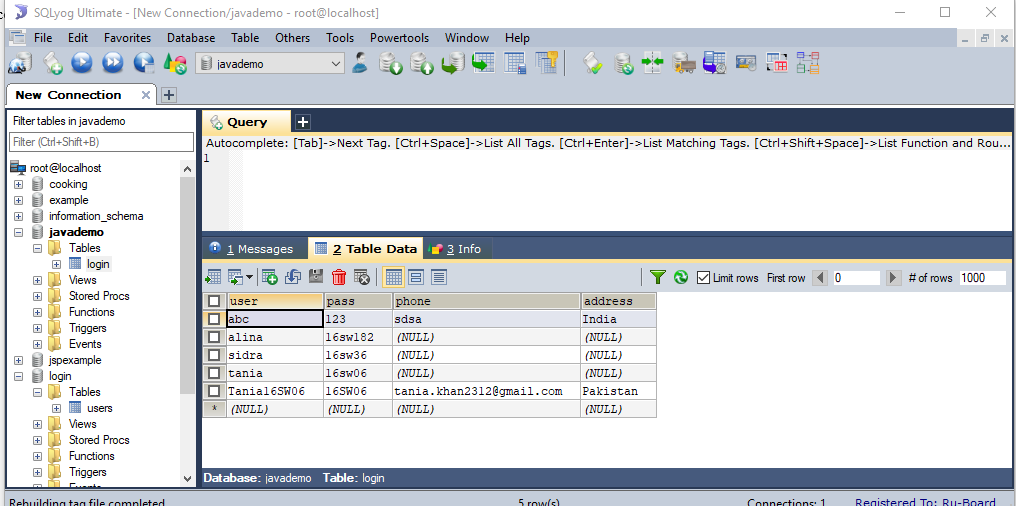 SQLyog Ultimate - [New Connection/javademo - root@localhost]
File Edit Favorites Database Table Others Tools Powertools Window Help
javademo
New Connection
Filter tables in javademo
Filter (Ctrl+Shift+B)
root@localhost
cooking
example
information_schema
javademo
Tables
login
Views
Stored Procs
Functions
Triggers
Events
jspexample
login
Tables
users
Views
Stored Procs
Functions
Triggers
Events
Query
Autocomplete: [Tab]->Next Tag. [Ctrl+Space]->List All Tags. [Ctrl+Enter]->List Matching Tags. [Ctrl+Shift+Space]->List Function and Rou...
1
1 Messages 2 Table Data 3 Info
Limit rows First row 0 # of rows 1000
user pass phone address
abc 123 sdsa India
alina 16sw182 (NULL) (NULL)
sidra 16sw36 (NULL) (NULL)
tania 16sw06 (NULL) (NULL)
Tania16SW06 16SW06 tania.khan2312@gmail.com Pakistan
* (NULL) (NULL) (NULL) (NULL)
Database: javademo Table: login
Rebuilding tag file completed 5 row(s) Connections: 1 Registered To: Ru-Board